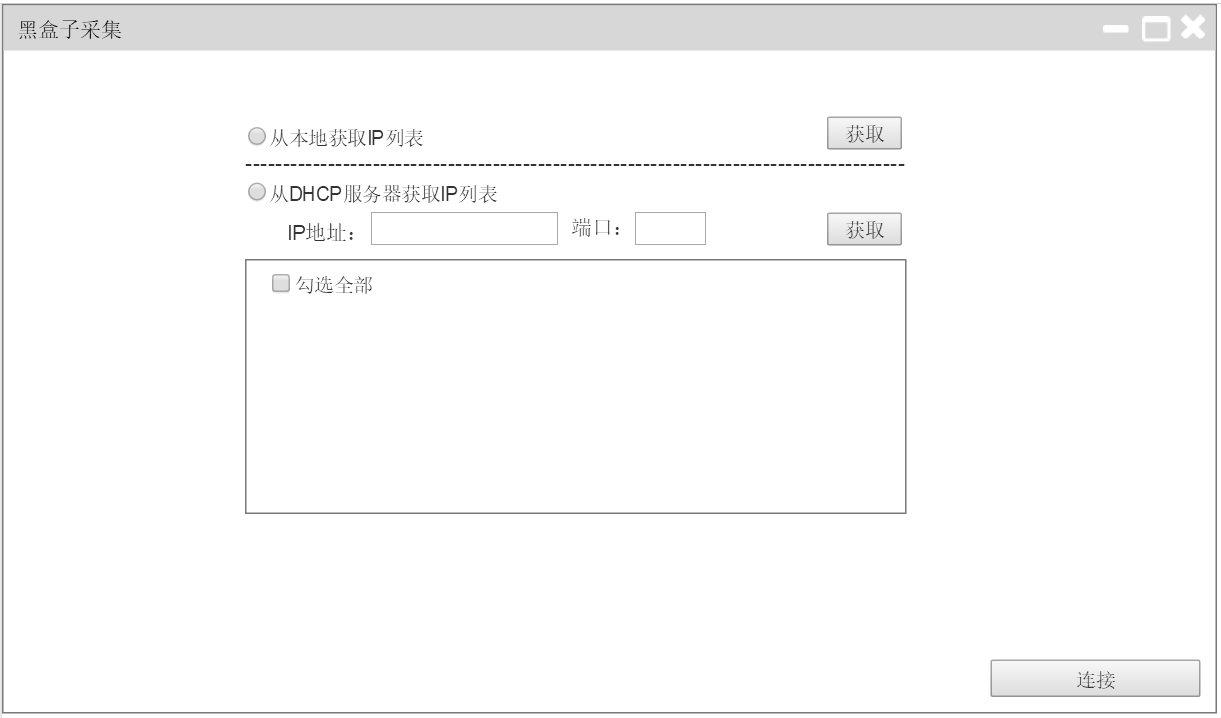 黑盒子采集
从本地获取IP列表 获取
从DHCP服务器获取IP列表
IP地址： 端口： 获取
勾选全部
连接